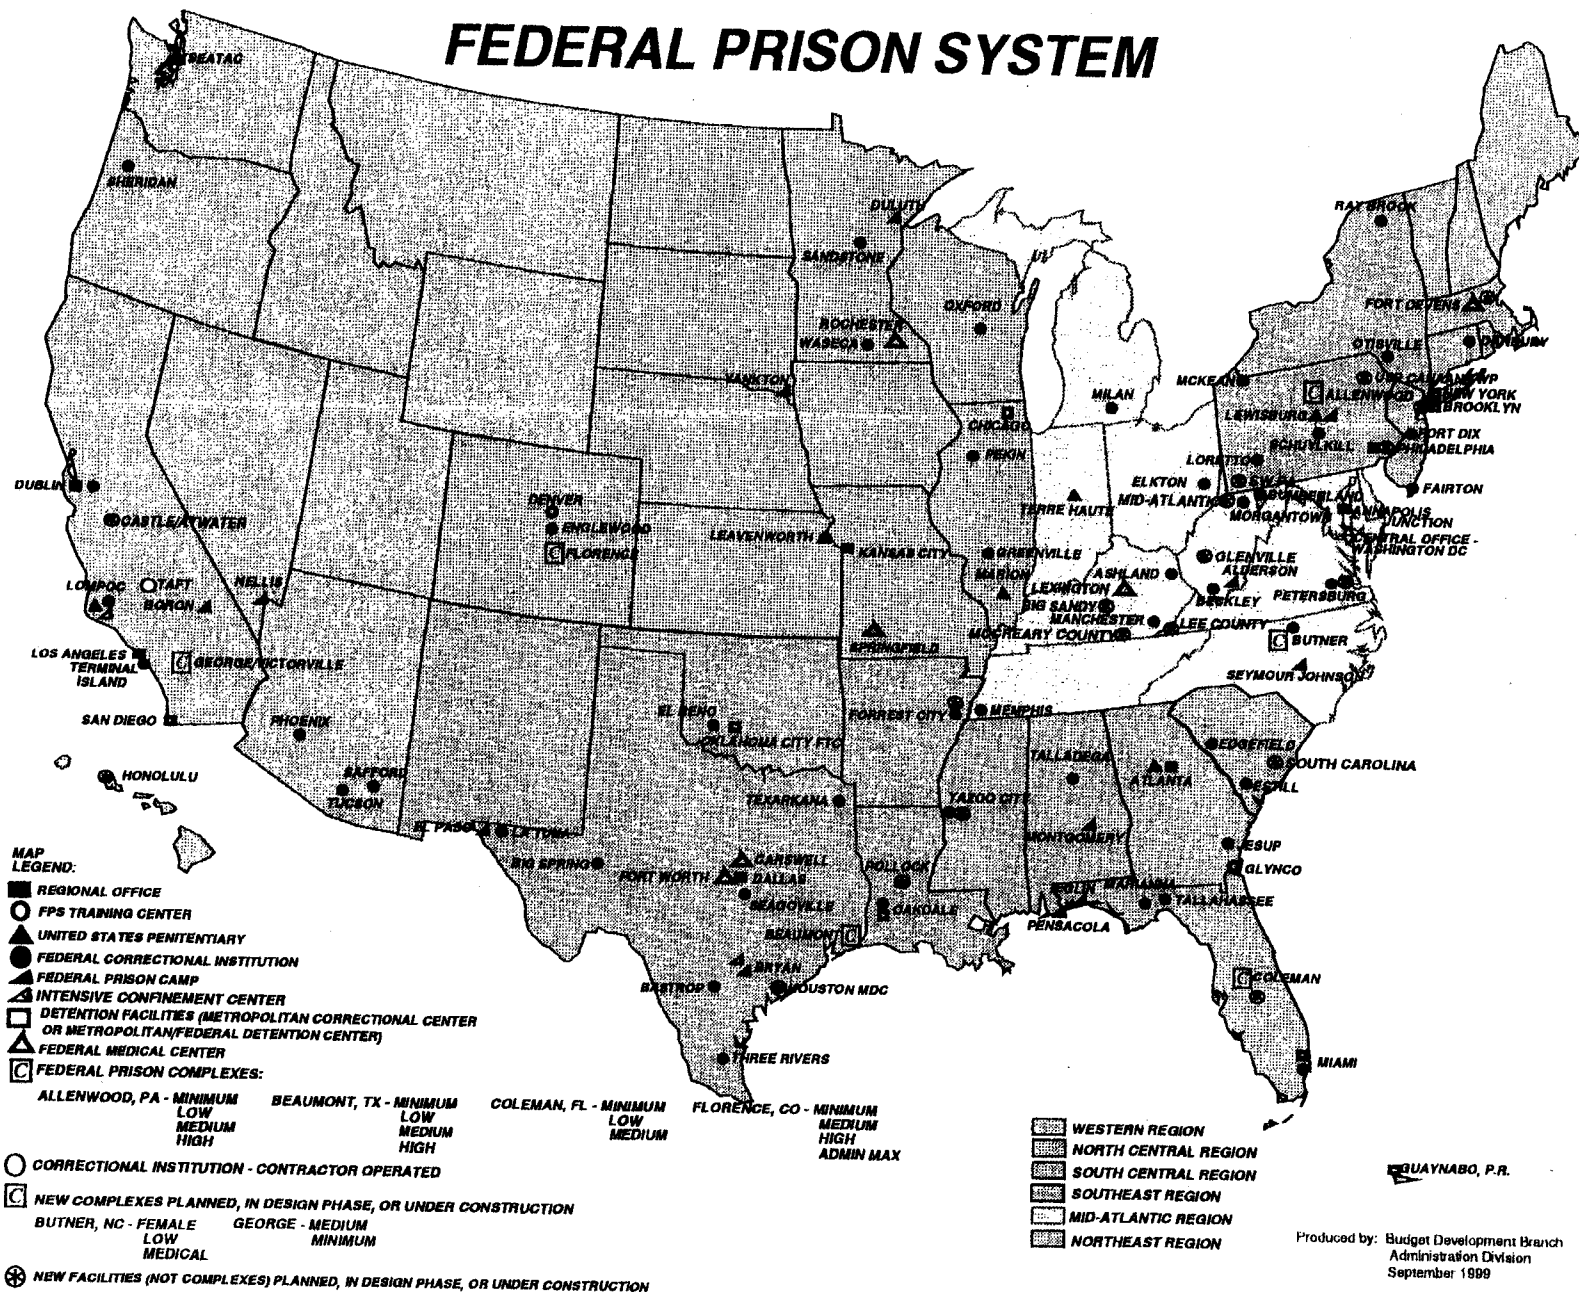 FEDERAL PRISON SYSTEM
SEATAC
SHERIDAN
DULUTH
SANDSTONE
OXFORD
ROCHESTER
WASECA
YANKTON
RAY BROOK
FORT DEVENS
OTISVILLE
DANBURY
MCKEAN
USP CANAAN
ALLENWOOD
NEW YORK
BROOKLYN
LEWISBURG
SCHUYLKILL
FORT DIX
PHILADELPHIA
LORETTO
FAIRTON
MILAN
CHICAGO
PEKIN
ELKTON
S.W. PA
MID-ATLANTIC
CUMBERLAND
MORGANTOWN
ANNAPOLIS
JUNCTION
CENTRAL OFFICE -
WASHINGTON DC
TERRE HAUTE
DUBLIN
CASTLE/ATWATER
DENVER
ENGLEWOOD
FLORENCE
LEAVENWORTH
KANSAS CITY
GREENVILLE
MARION
ASHLAND
LEXINGTON
BIG SANDY
MANCHESTER
MCCREARY COUNTY
GLENVILLE
ALDERSON
BECKLEY
PETERSBURG
LEE COUNTY
BUTNER
SEYMOUR JOHNSON
LOMPOC
TAFT
BORON
NELLIS
LOS ANGELES
TERMINAL
ISLAND
GEORGE/VICTORVILLE
SAN DIEGO
PHOENIX
SAFFORD
TUCSON
HONOLULU
SPRINGFIELD
EL RENO
OKLAHOMA CITY FTC
FORREST CITY
MEMPHIS
TALLADEGA
ATLANTA
EDGEFIELD
SOUTH CAROLINA
ESTILL
TEXARKANA
YAZOO CITY
MONTGOMERY
EL PASO
LA TUNA
BIG SPRING
CARSWELL
FORT WORTH
DALLAS
SEAGOVILLE
POLLOCK
OAKDALE
BEAUMONT
BRYAN
BASTROP
HOUSTON MDC
THREE RIVERS
JESUP
GLYNCO
EGLIN
MARIANNA
TALLAHASSEE
PENSACOLA
COLEMAN
MIAMI
GUAYNABO, P.R.
MAP
LEGEND:
REGIONAL OFFICE
FPS TRAINING CENTER
UNITED STATES PENITENTIARY
FEDERAL CORRECTIONAL INSTITUTION
FEDERAL PRISON CAMP
INTENSIVE CONFINEMENT CENTER
DETENTION FACILITIES (METROPOLITAN CORRECTIONAL CENTER
OR METROPOLITAN/FEDERAL DETENTION CENTER)
FEDERAL MEDICAL CENTER
C FEDERAL PRISON COMPLEXES:
ALLENWOOD, PA - MINIMUM
LOW
MEDIUM
HIGH
BEAUMONT, TX - MINIMUM
LOW
MEDIUM
HIGH
COLEMAN, FL - MINIMUM
LOW
MEDIUM
FLORENCE, CO - MINIMUM
MEDIUM
HIGH
ADMIN MAX
CORRECTIONAL INSTITUTION - CONTRACTOR OPERATED
C NEW COMPLEXES PLANNED, IN DESIGN PHASE, OR UNDER CONSTRUCTION
BUTNER, NC - FEMALE
LOW
MEDICAL
GEORGE - MEDIUM
MINIMUM
NEW FACILITIES (NOT COMPLEXES) PLANNED, IN DESIGN PHASE, OR UNDER CONSTRUCTION
WESTERN REGION
NORTH CENTRAL REGION
SOUTH CENTRAL REGION
SOUTHEAST REGION
MID-ATLANTIC REGION
NORTHEAST REGION
Produced by: Budget Development Branch
Administration Division
September 1999